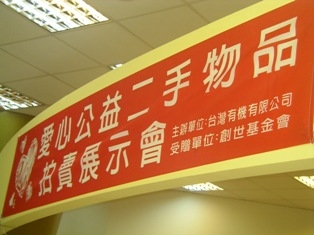 愛心公益二手物品
拍賣展示會
主辦單位:台灣有機有限公司
受贈單位:創世基金會